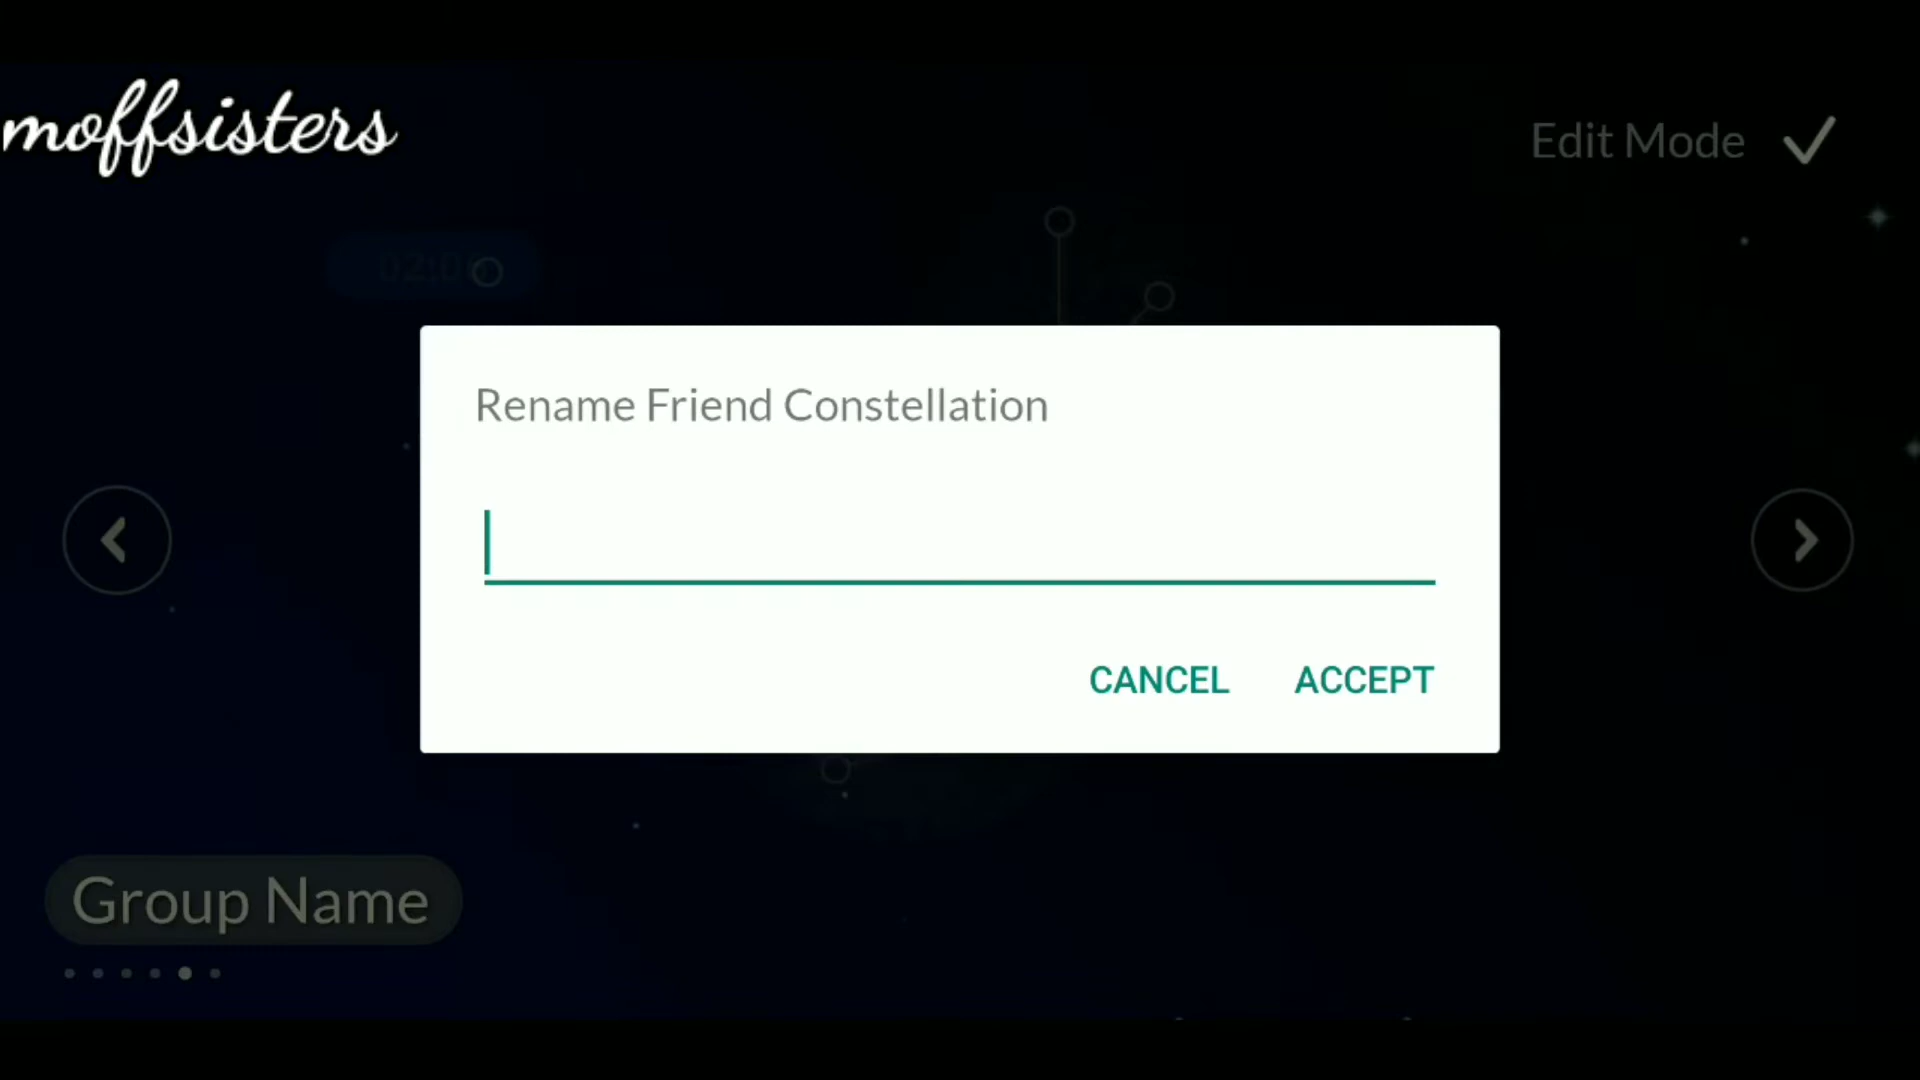 moffsisters
Edit Mode
Rename Friend Constellation
CANCEL ACCEPT
Group Name